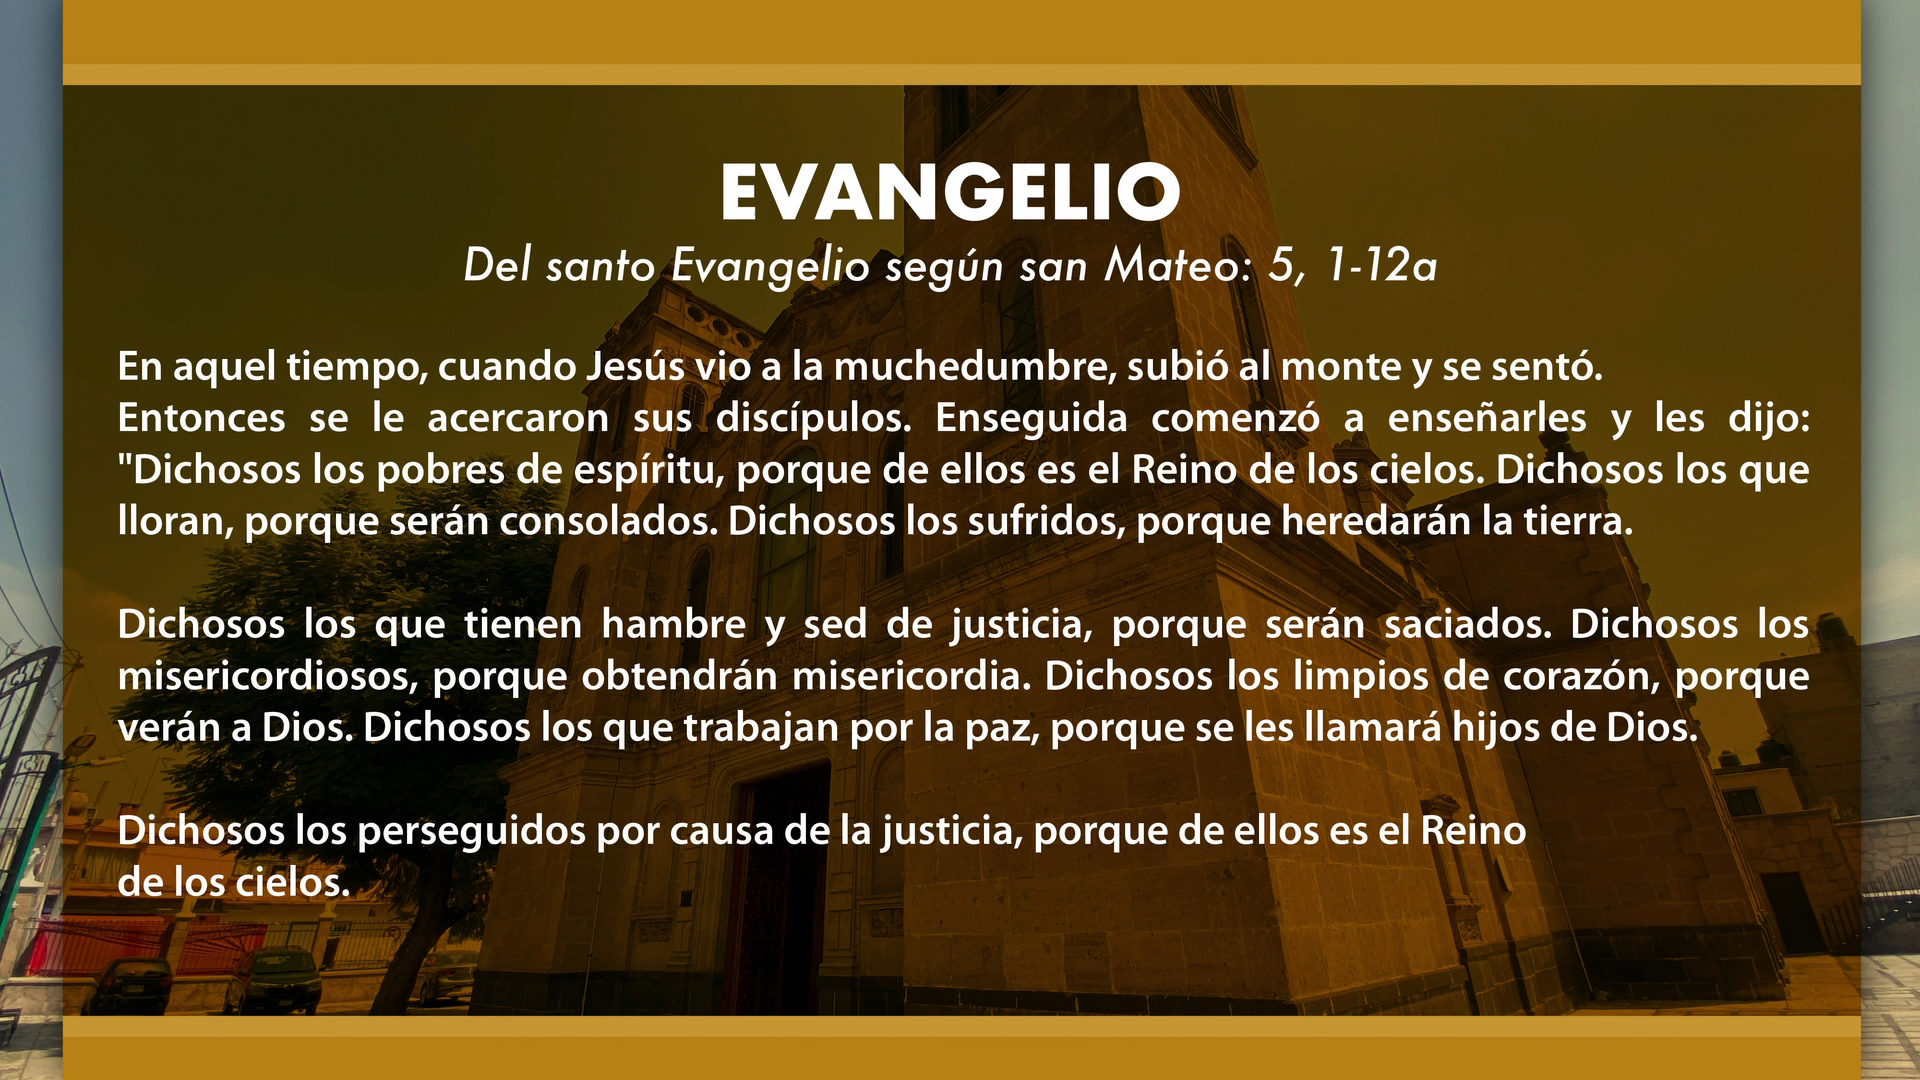 EVANGELIO
Del santo Evangelio según san Mateo: 5, 1-12a
En aquel tiempo, cuando Jesús vio a la muchedumbre, subió al monte y se sentó.
Entonces se le acercaron sus discípulos. Enseguida comenzó a enseñarles y les dijo:
"Dichosos los pobres de espíritu, porque de ellos es el Reino de los cielos. Dichosos los que
lloran, porque serán consolados. Dichosos los sufridos, porque heredarán la tierra.
Dichosos los que tienen hambre y sed de justicia, porque serán saciados. Dichosos los
misericordiosos, porque obtendrán misericordia. Dichosos los limpios de corazón, porque
verán a Dios. Dichosos los que trabajan por la paz, porque se les llamará hijos de Dios.
Dichosos los perseguidos por causa de la justicia, porque de ellos es el Reino
de los cielos.